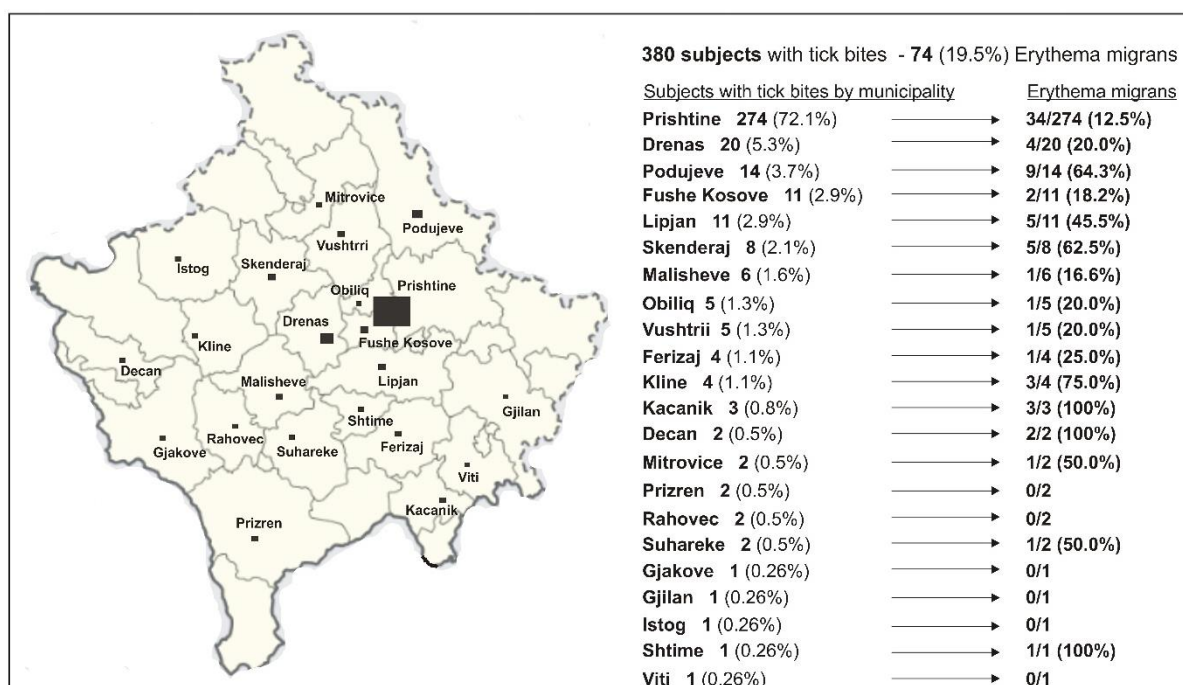 380 subjects with tick bites - 74 (19.5%) Erythema migrans
Subjects with tick bites by municipality Erythema migrans
Prishtine 274 (72.1%) 34/274 (12.5%)
Drenas 20 (5.3%) 4/20 (20.0%)
Podujeve 14 (3.7%) 9/14 (64.3%)
Fushe Kosove 11 (2.9%) 2/11 (18.2%)
Lipjan 11 (2.9%) 5/11 (45.5%)
Skenderaj 8 (2.1%) 5/8 (62.5%)
Malisheve 6 (1.6%) 1/6 (16.6%)
Obiliq 5 (1.3%) 1/5 (20.0%)
Vushtrii 5 (1.3%) 1/5 (20.0%)
Ferizaj 4 (1.1%) 1/4 (25.0%)
Kline 4 (1.1%) 3/4 (75.0%)
Kacanik 3 (0.8%) 3/3 (100%)
Decan 2 (0.5%) 2/2 (100%)
Mitrovice 2 (0.5%) 1/2 (50.0%)
Prizren 2 (0.5%) 0/2
Rahovec 2 (0.5%) 0/2
Suhareke 2 (0.5%) 1/2 (50.0%)
Gjakove 1 (0.26%) 0/1
Gjilan 1 (0.26%) 0/1
Istog 1 (0.26%) 0/1
Shtime 1 (0.26%) 1/1 (100%)
Viti 1 (0.26%) 0/1
Mitrovice
Podujeve
Vushtrri
Istog
Skenderaj
Obiliq
Prishtine
Drenas
Kline
Fushe Kosove
Decan
Malisheve
Lipjan
Shtime
Gjilan
Gjakove
Rahovec
Suhareke
Ferizaj
Viti
Kacanik
Prizren